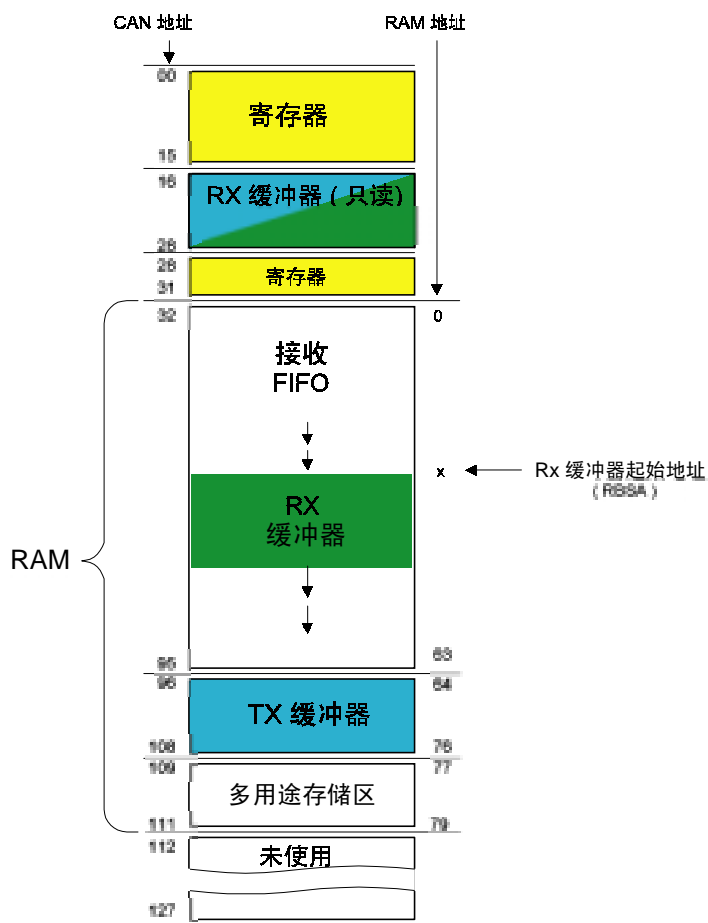 CAN 地址
RAM 地址
00
寄存器
15
16
RX 缓冲器 ( 只读 )
28
29
寄存器
31
32
0
接收
FIFO
x
Rx 缓冲器起始地址
( RBSA )
RX
缓冲器
RAM
95
63
96
64
TX 缓冲器
108
76
109
77
多用途存储区
111
79
112
未使用
127